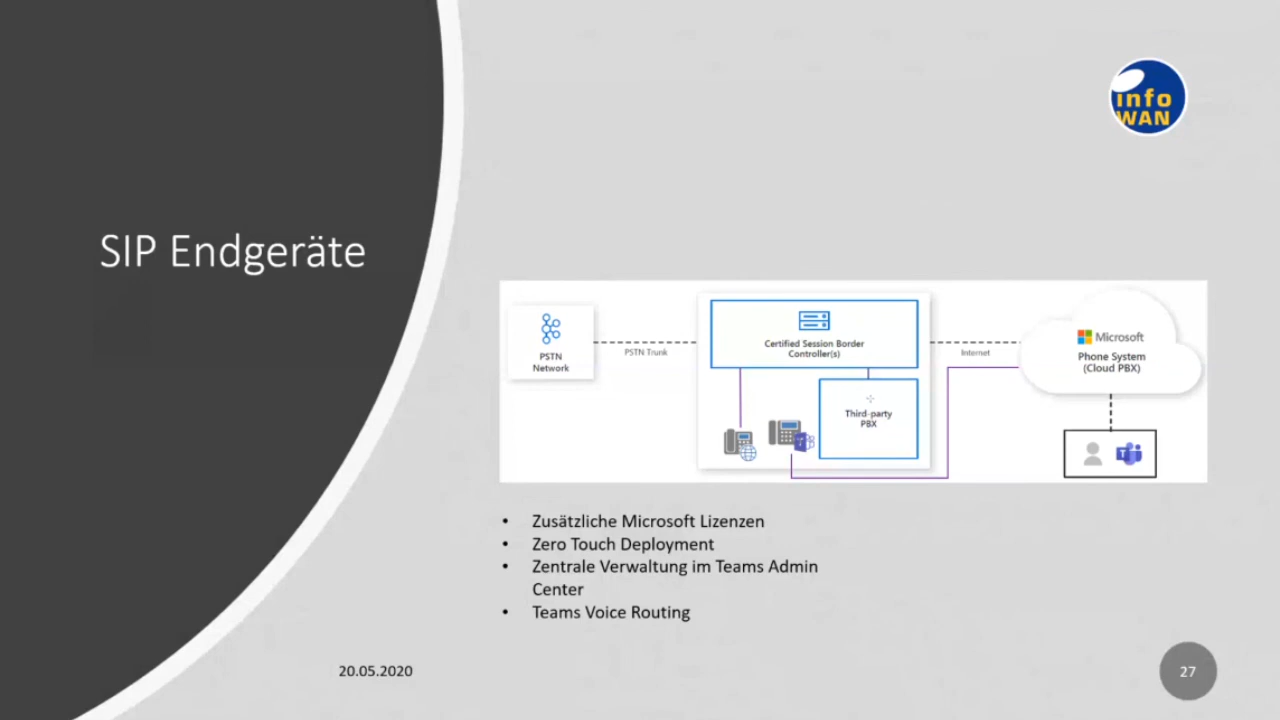 info
WAN
SIP Endgeräte
PSTN
Network
PSTN Trunk
Certified Session Border
Controller(s)
Third-party
PBX
Internet
Microsoft
Phone System
(Cloud PBX)
• Zusätzliche Microsoft Lizenzen
• Zero Touch Deployment
• Zentrale Verwaltung im Teams Admin
Center
• Teams Voice Routing
20.05.2020
27